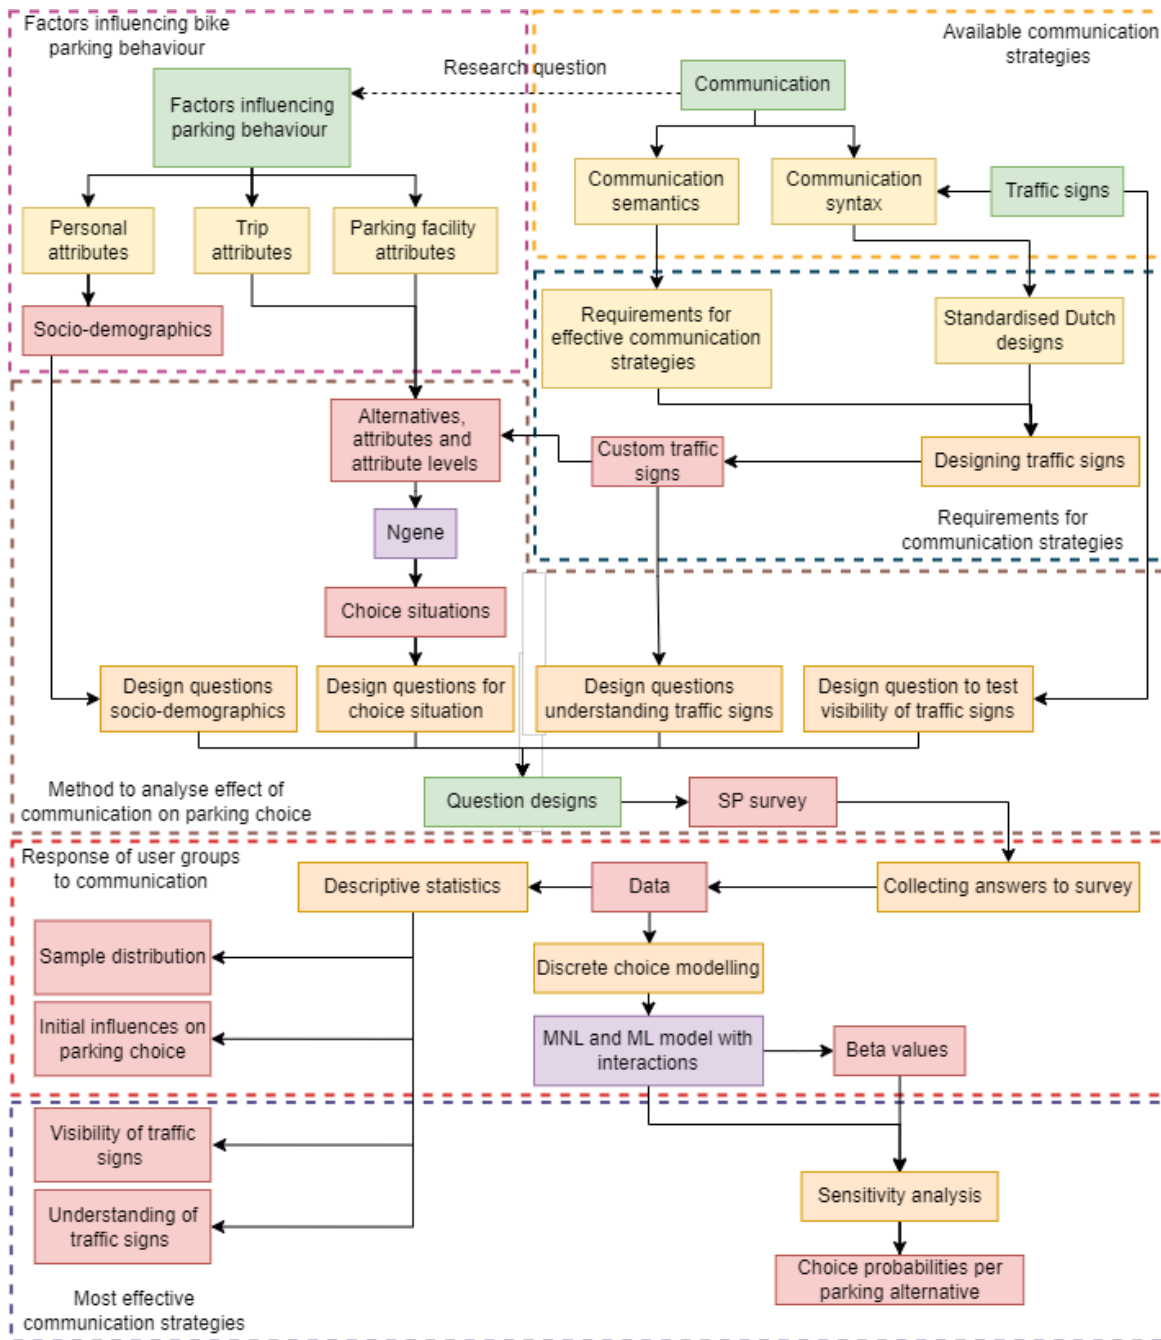 Factors influencing bike
parking behaviour
Available communication
strategies
Research question
Factors influencing
parking behaviour
Communication
Communication
semantics
Communication
syntax
Traffic signs
Personal
attributes
Trip
attributes
Parking facility
attributes
Socio-demographics
Requirements for
effective communication
strategies
Standardised Dutch
designs
Alternatives,
attributes and
attribute levels
Custom traffic
signs
Designing traffic signs
Ngene
Requirements for
communication strategies
Choice situations
Design questions
socio-demographics
Design questions for
choice situation
Design questions
understanding traffic signs
Design question to test
visibility of traffic signs
Method to analyse effect of
communication on parking choice
Question designs
SP survey
Response of user groups
to communication
Descriptive statistics
Data
Collecting answers to survey
Sample distribution
Discrete choice modelling
Initial influences on
parking choice
MNL and ML model with
interactions
Beta values
Visibility of traffic
signs
Sensitivity analysis
Understanding of
traffic signs
Choice probabilities per
parking alternative
Most effective
communication strategies